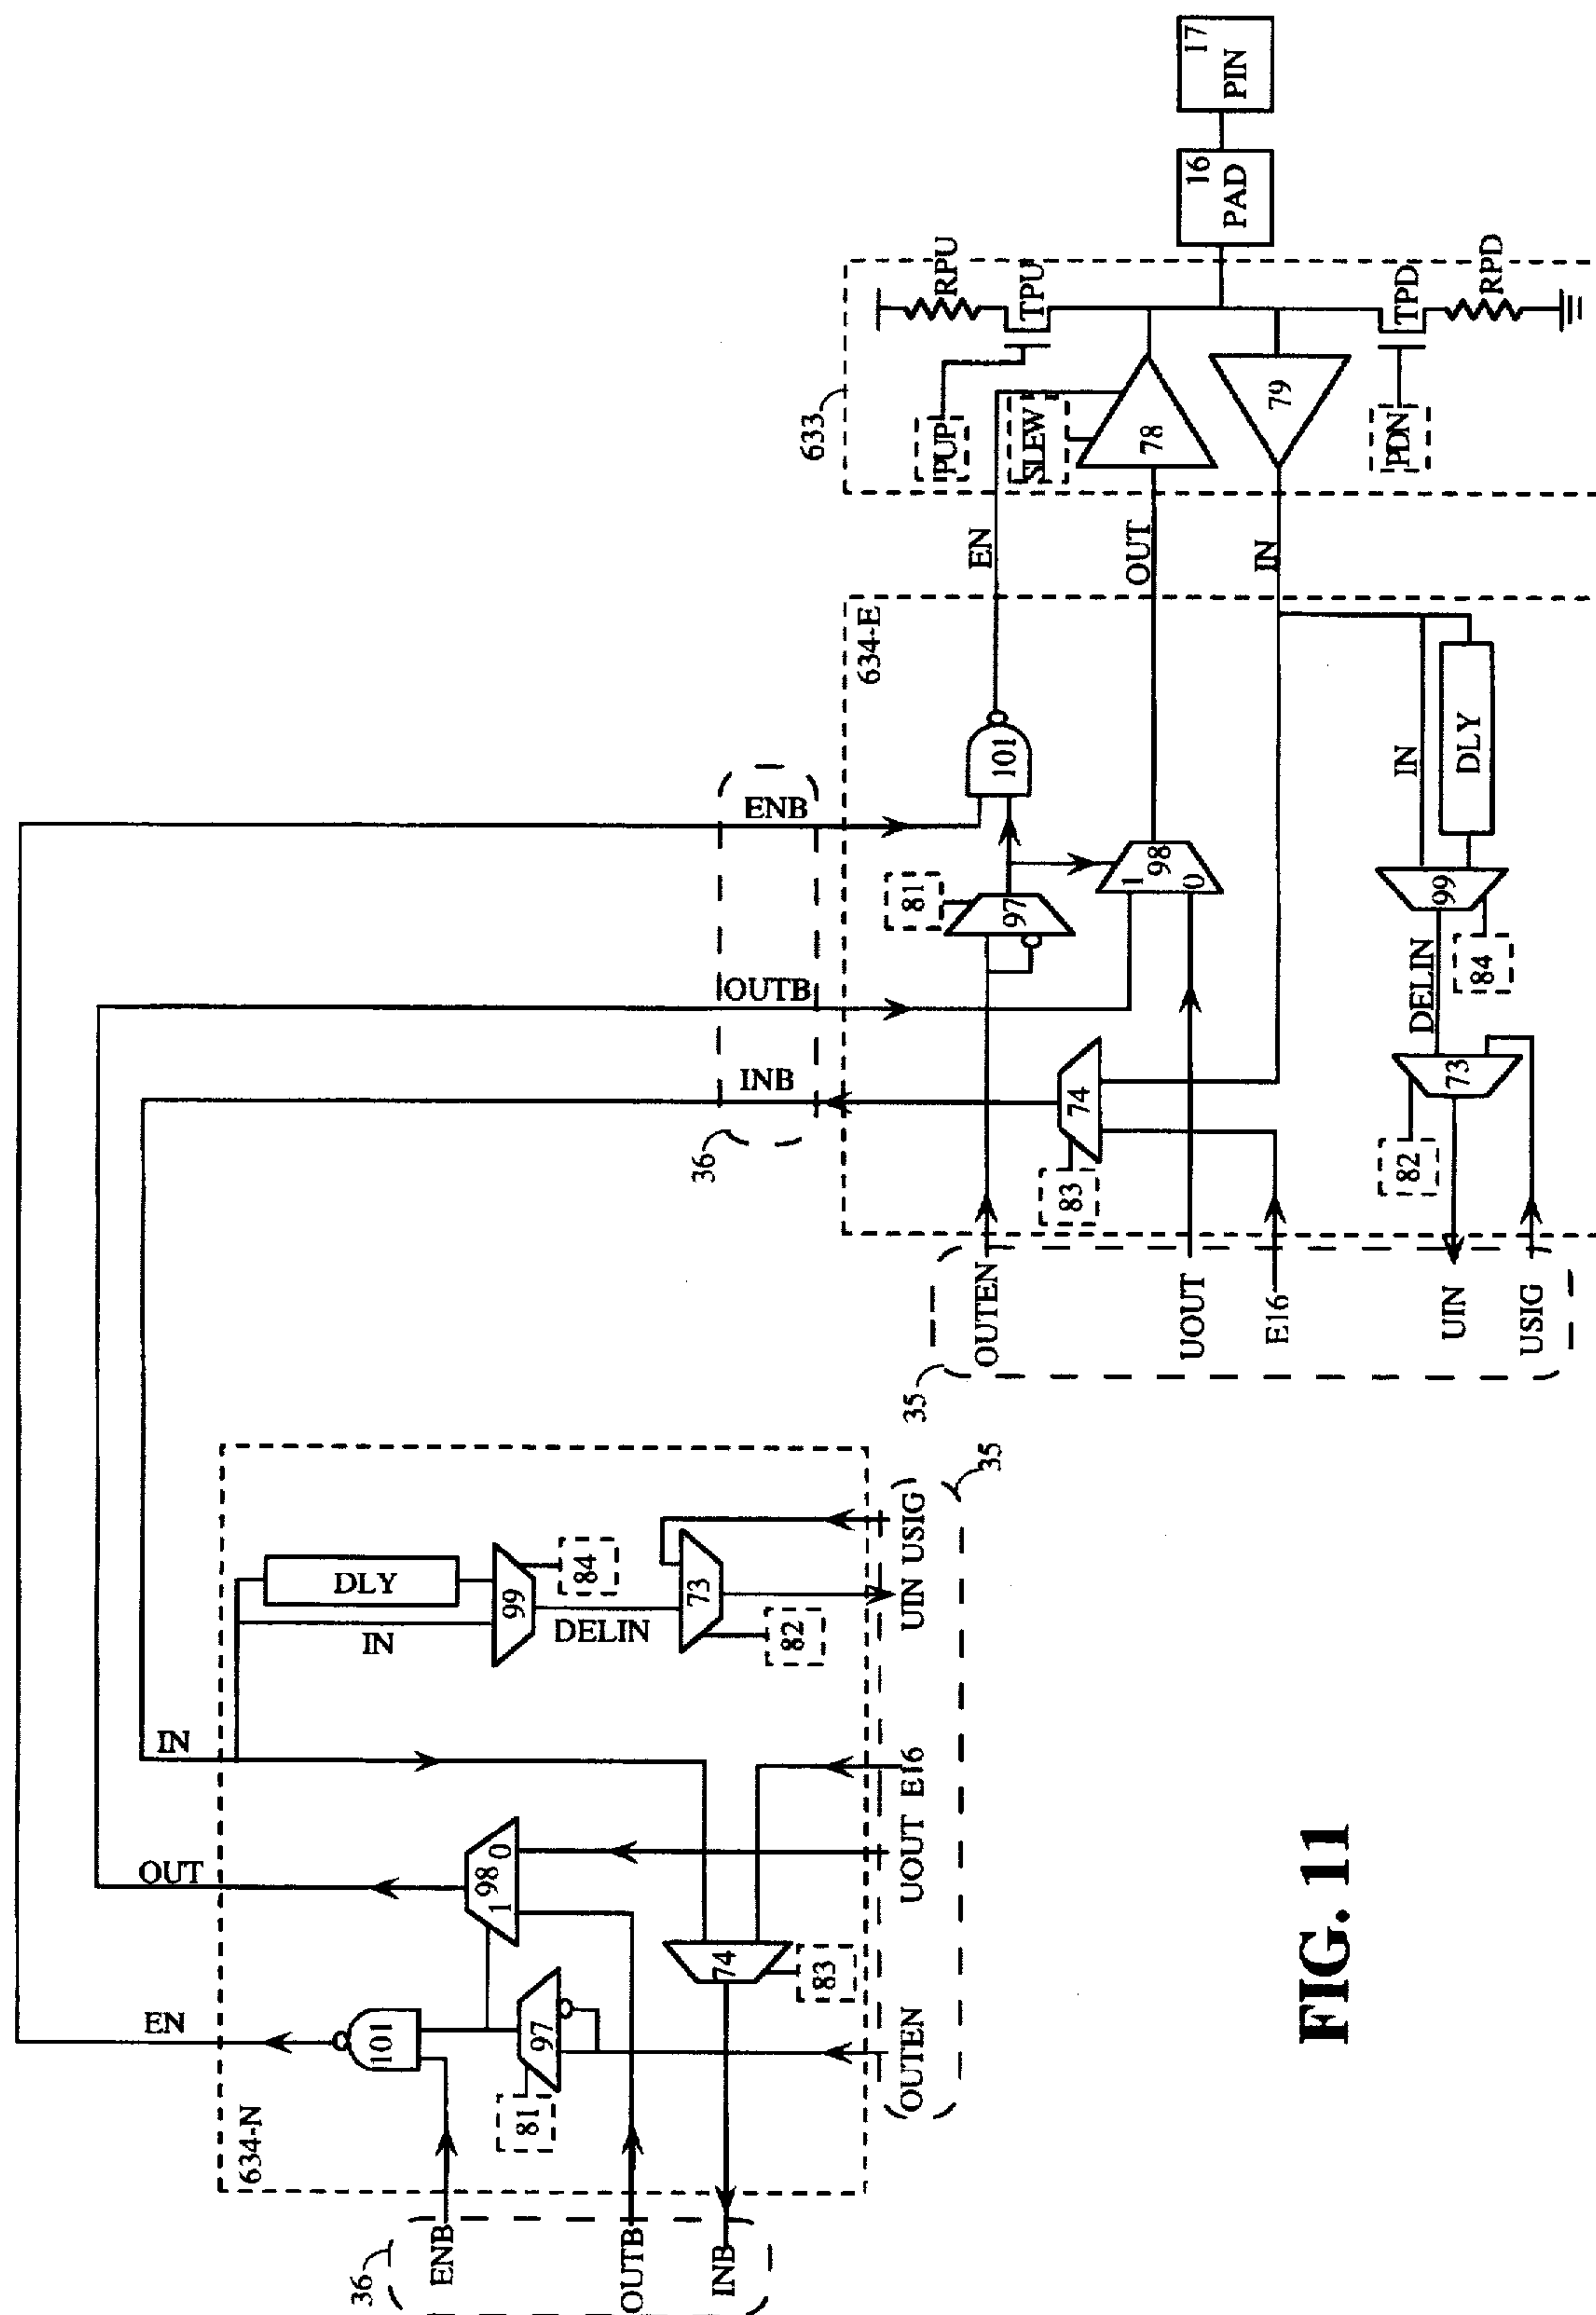 FIG. 11
634-N
36
ENB
OUTB
INB
EN
OUT
IN
101
97
81
98
1
0
74
83
IN
DLY
99
84
DELIN
73
82
OUTEN
UOUT
E16
UIN
USIG
35
36
ENB
OUTB
INB
634-E
35
OUTEN
UOUT
E16
UIN
USIG
81
97
101
98
1
0
74
83
IN
DLY
99
84
DELIN
73
82
EN
OUT
IN
633
PUP
SLEW
PDN
78
79
RPU
TPU
TPD
RPD
16
PAD
17
PIN